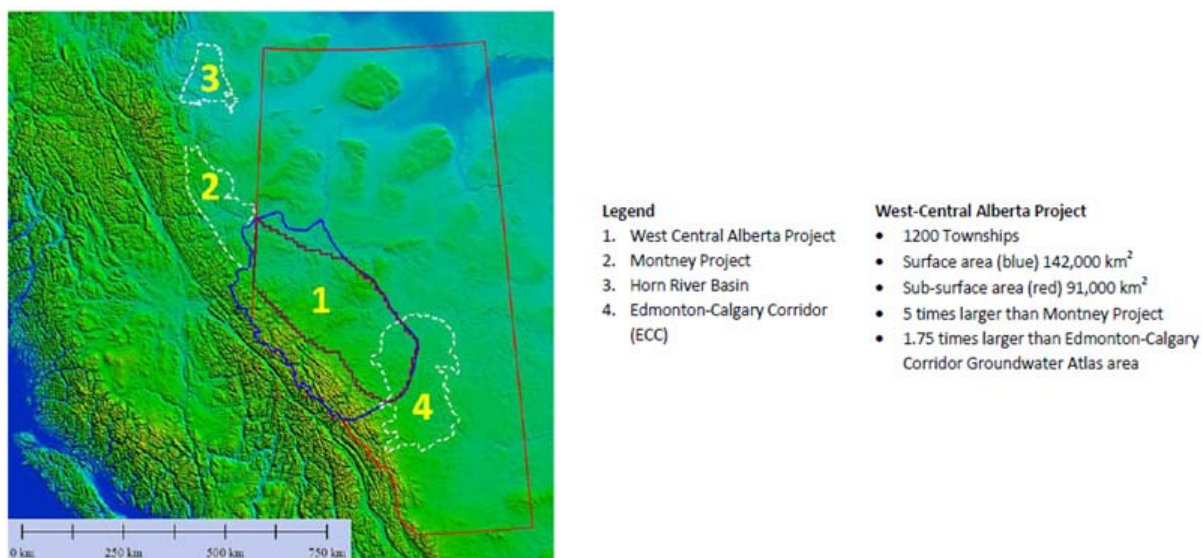 3
2
1
4
0 km 250 km 500 km 750 km
Legend
1. West Central Alberta Project
2. Montney Project
3. Horn River Basin
4. Edmonton-Calgary Corridor
(ECC)
West-Central Alberta Project
• 1200 Townships
• Surface area (blue) 142,000 km²
• Sub-surface area (red) 91,000 km²
• 5 times larger than Montney Project
• 1.75 times larger than Edmonton-Calgary
Corridor Groundwater Atlas area